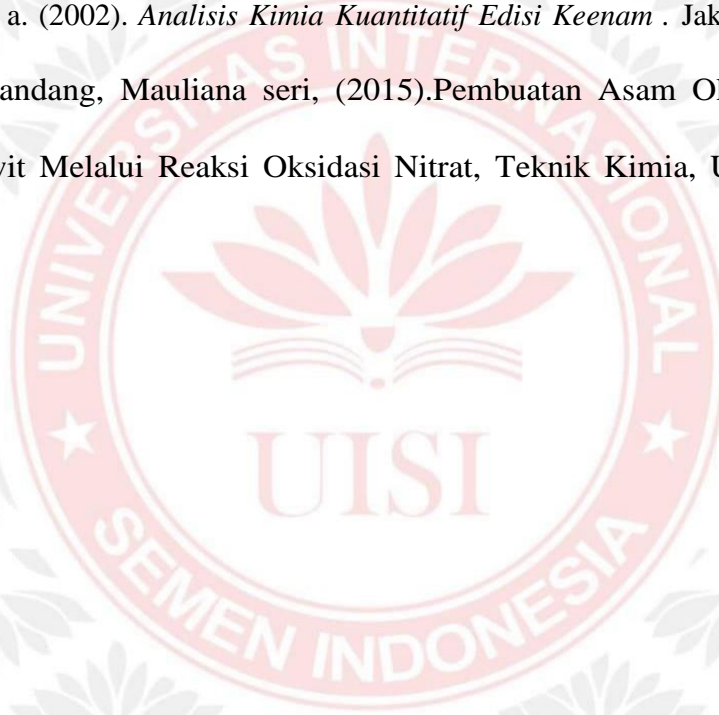 a. (2002). Analisis Kimia Kuantitatif Edisi Keenam . Jak
andang, Mauliana seri, (2015).Pembuatan Asam Ok
vit Melalui Reaksi Oksidasi Nitrat, Teknik Kimia, U
UNIVERSITAS INTERNASIONAL
UISI
SEMEN INDONESIA